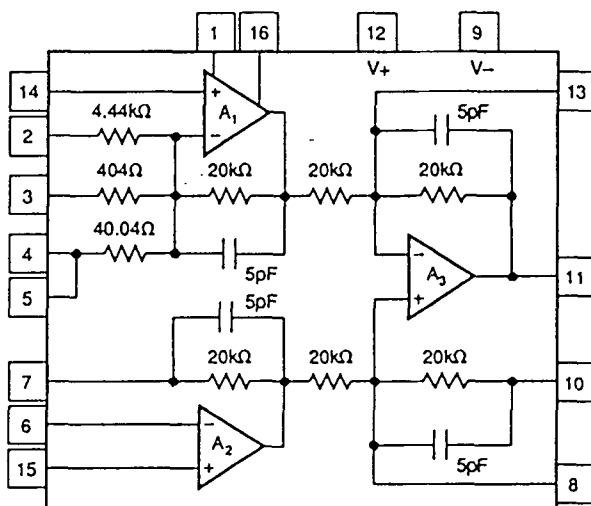 1 16 12 9
V+ V−
14 + A₁ 13
4.44kΩ 5pF
2 −
404Ω 20kΩ 20kΩ 20kΩ
3
40.04Ω
4 5pF − A₃ 11
5 5pF +
20kΩ 20kΩ 20kΩ
7 10
6 − A₂ 5pF
15 + 8